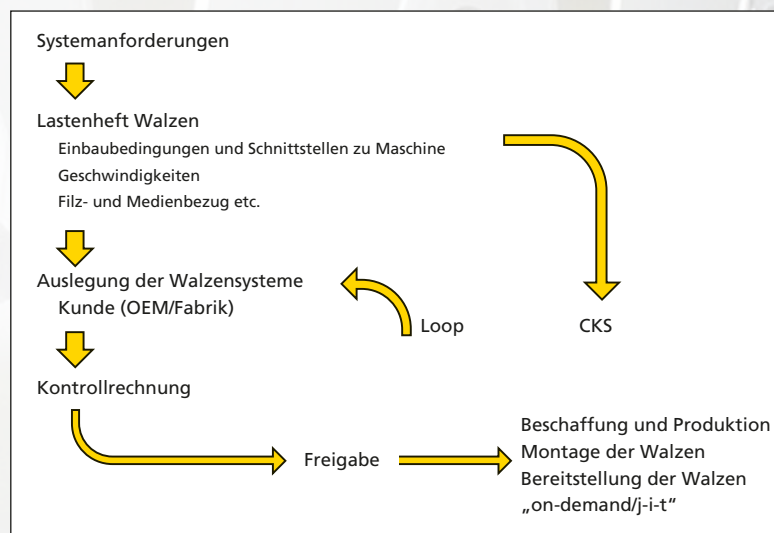 Systemanforderungen
Lastenheft Walzen
Einbaubedingungen und Schnittstellen zu Maschine
Geschwindigkeiten
Filz- und Medienbezug etc.
Auslegung der Walzensysteme
Kunde (OEM/Fabrik)
Loop
CKS
Kontrollrechnung
Freigabe
Beschaffung und Produktion
Montage der Walzen
Bereitstellung der Walzen
„on-demand/j-i-t“